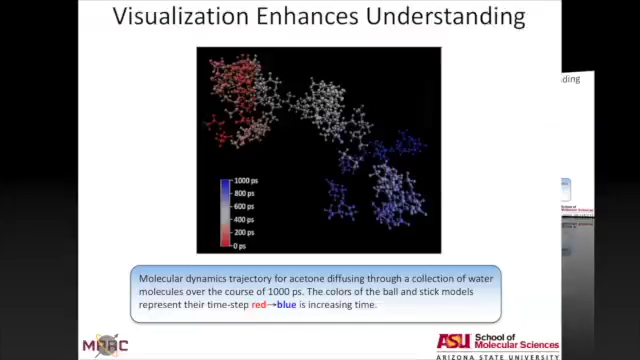 Visualization Enhances Understanding
nding
1000 ps
800 ps
600 ps
400 ps
200 ps
0 ps
Molecular dynamics trajectory for acetone diffusing through a collection of water
molecules over the course of 1000 ps. The colors of the ball and stick models
represent their time-step red→blue is increasing time.
MRRC
ASU School of
Molecular Sciences
ARIZONA STATE UNIVERSITY